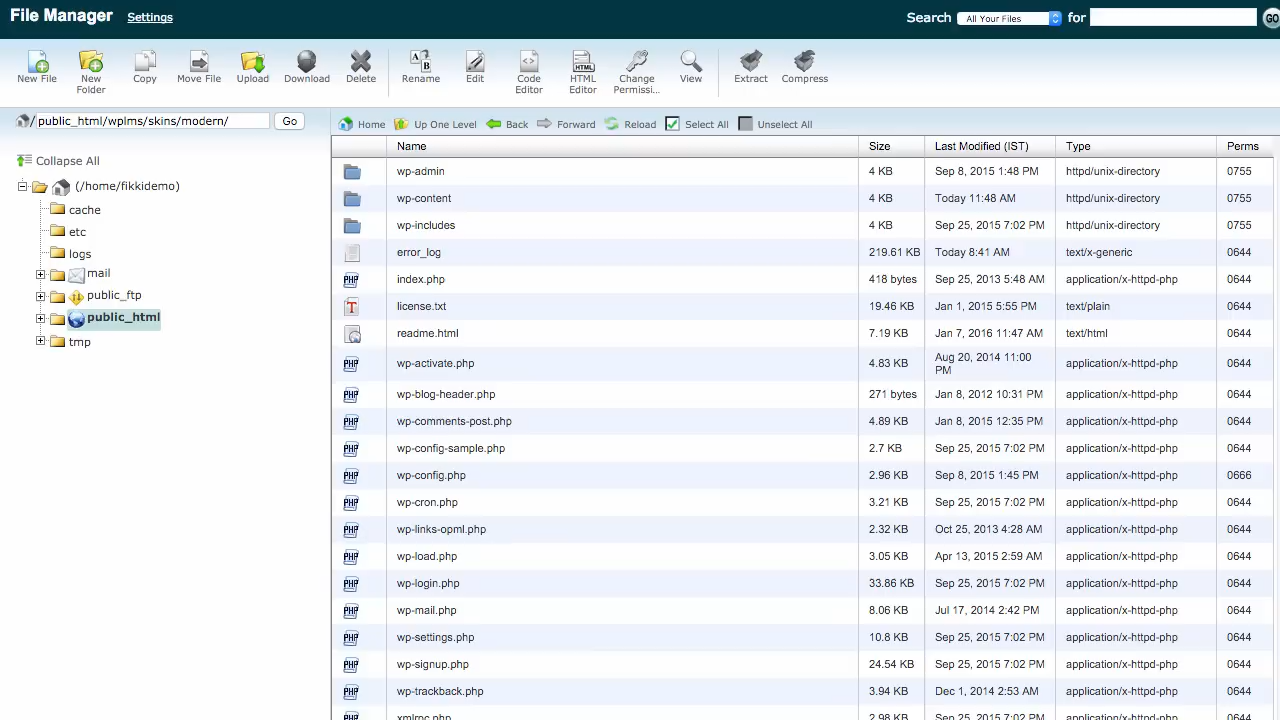 File Manager Settings Search All Your Files for GO
New File New Folder Copy Move File Upload Download Delete Rename Edit Code Editor HTML Editor Change Permissi... View Extract Compress
/ public_html/wplms/skins/modern/ Go
Home Up One Level Back Forward Reload Select All Unselect All
Collapse All
(/home/fikkidemo)
cache
etc
logs
mail
public_ftp
public_html
tmp
Name Size Last Modified (IST) Type Perms
wp-admin 4 KB Sep 8, 2015 1:48 PM httpd/unix-directory 0755
wp-content 4 KB Today 11:48 AM httpd/unix-directory 0755
wp-includes 4 KB Sep 25, 2015 7:02 PM httpd/unix-directory 0755
error_log 219.61 KB Today 8:41 AM text/x-generic 0644
index.php 418 bytes Sep 25, 2013 5:48 AM application/x-httpd-php 0644
license.txt 19.46 KB Jan 1, 2015 5:55 PM text/plain 0644
readme.html 7.19 KB Jan 7, 2016 11:47 AM text/html 0644
wp-activate.php 4.83 KB Aug 20, 2014 11:00 PM application/x-httpd-php 0644
wp-blog-header.php 271 bytes Jan 8, 2012 10:31 PM application/x-httpd-php 0644
wp-comments-post.php 4.89 KB Jan 8, 2015 12:35 PM application/x-httpd-php 0644
wp-config-sample.php 2.7 KB Sep 25, 2015 7:02 PM application/x-httpd-php 0644
wp-config.php 2.96 KB Sep 8, 2015 1:45 PM application/x-httpd-php 0666
wp-cron.php 3.21 KB Sep 25, 2015 7:02 PM application/x-httpd-php 0644
wp-links-opml.php 2.32 KB Oct 25, 2013 4:28 AM application/x-httpd-php 0644
wp-load.php 3.05 KB Apr 13, 2015 2:59 AM application/x-httpd-php 0644
wp-login.php 33.86 KB Sep 25, 2015 7:02 PM application/x-httpd-php 0644
wp-mail.php 8.06 KB Jul 17, 2014 2:42 PM application/x-httpd-php 0644
wp-settings.php 10.8 KB Sep 25, 2015 7:02 PM application/x-httpd-php 0644
wp-signup.php 24.54 KB Sep 25, 2015 7:02 PM application/x-httpd-php 0644
wp-trackback.php 3.94 KB Dec 1, 2014 2:53 AM application/x-httpd-php 0644
xmlrpc.php 2.98 KB Sep 25, 2015 7:02 PM application/x-httpd-php 0644